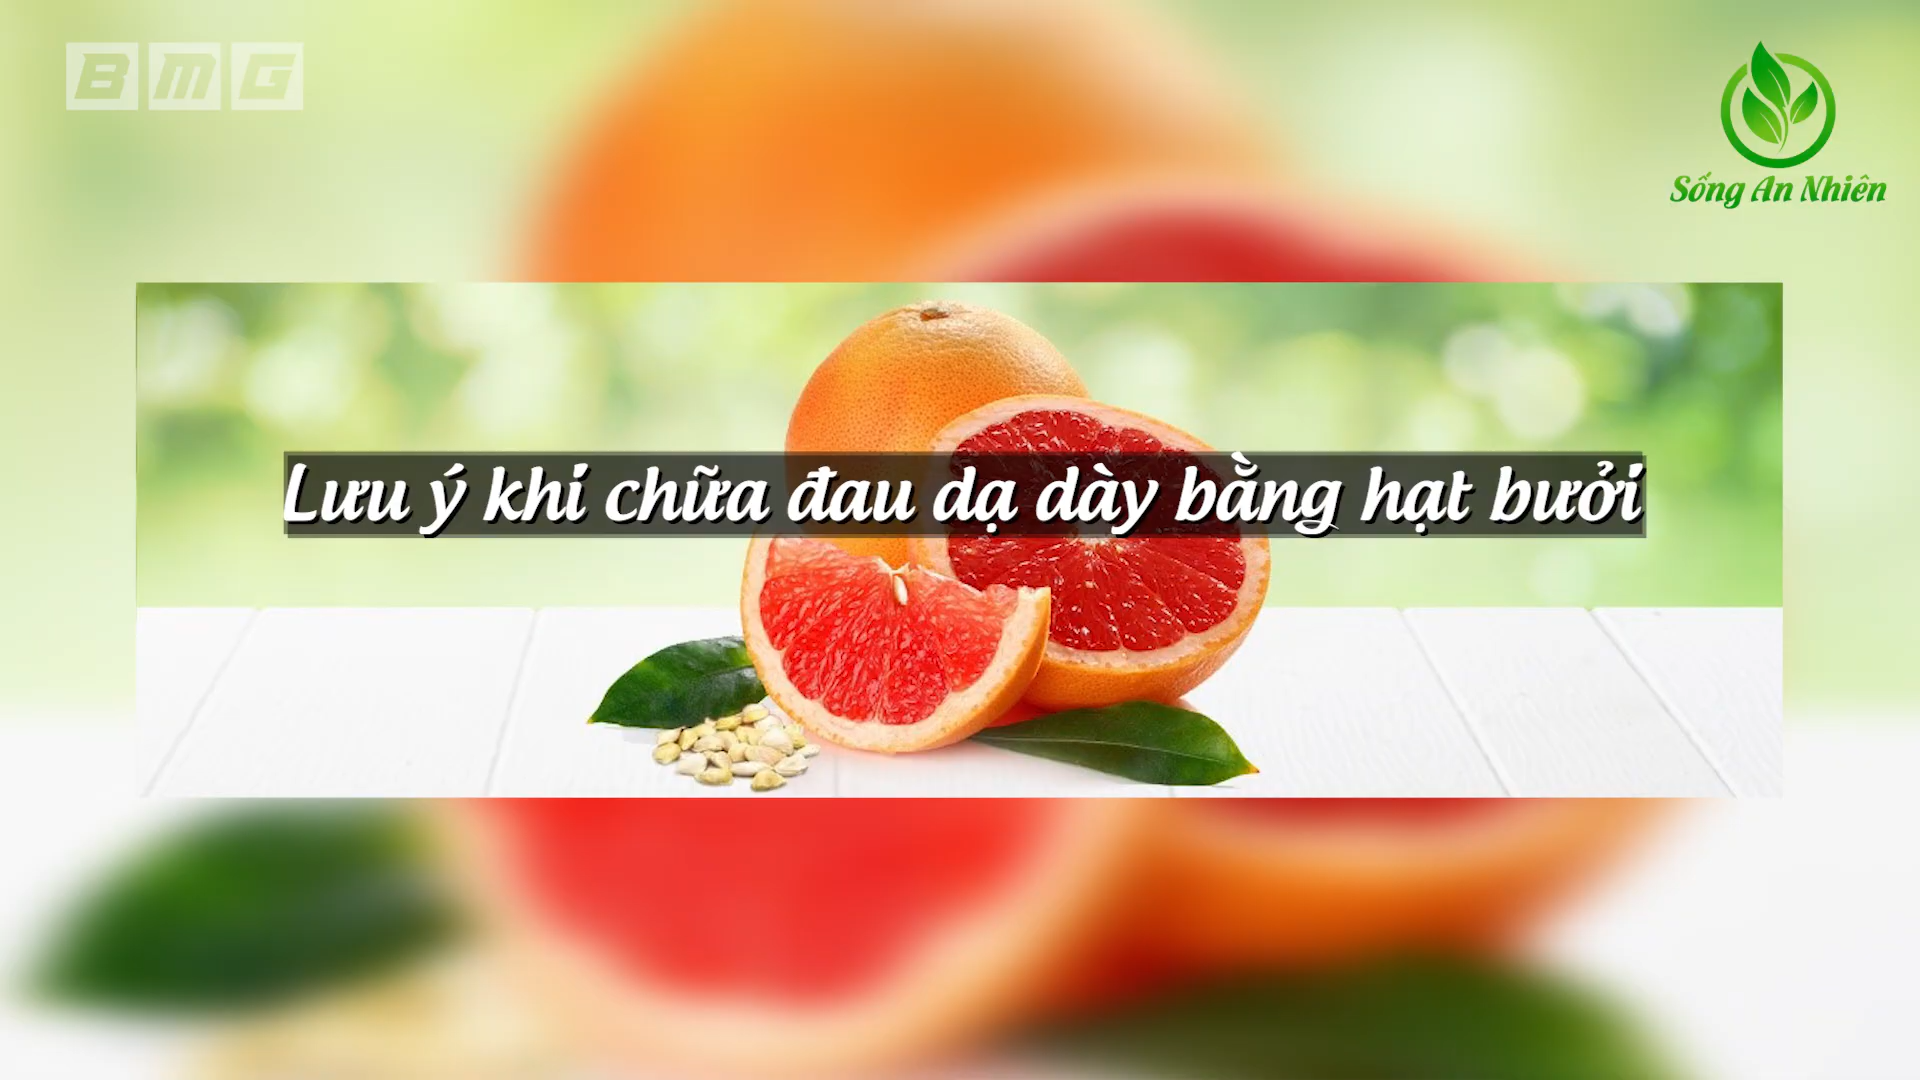 BMG
Sống An Nhiên
Lưu ý khi chữa đau dạ dày bằng hạt bưởi